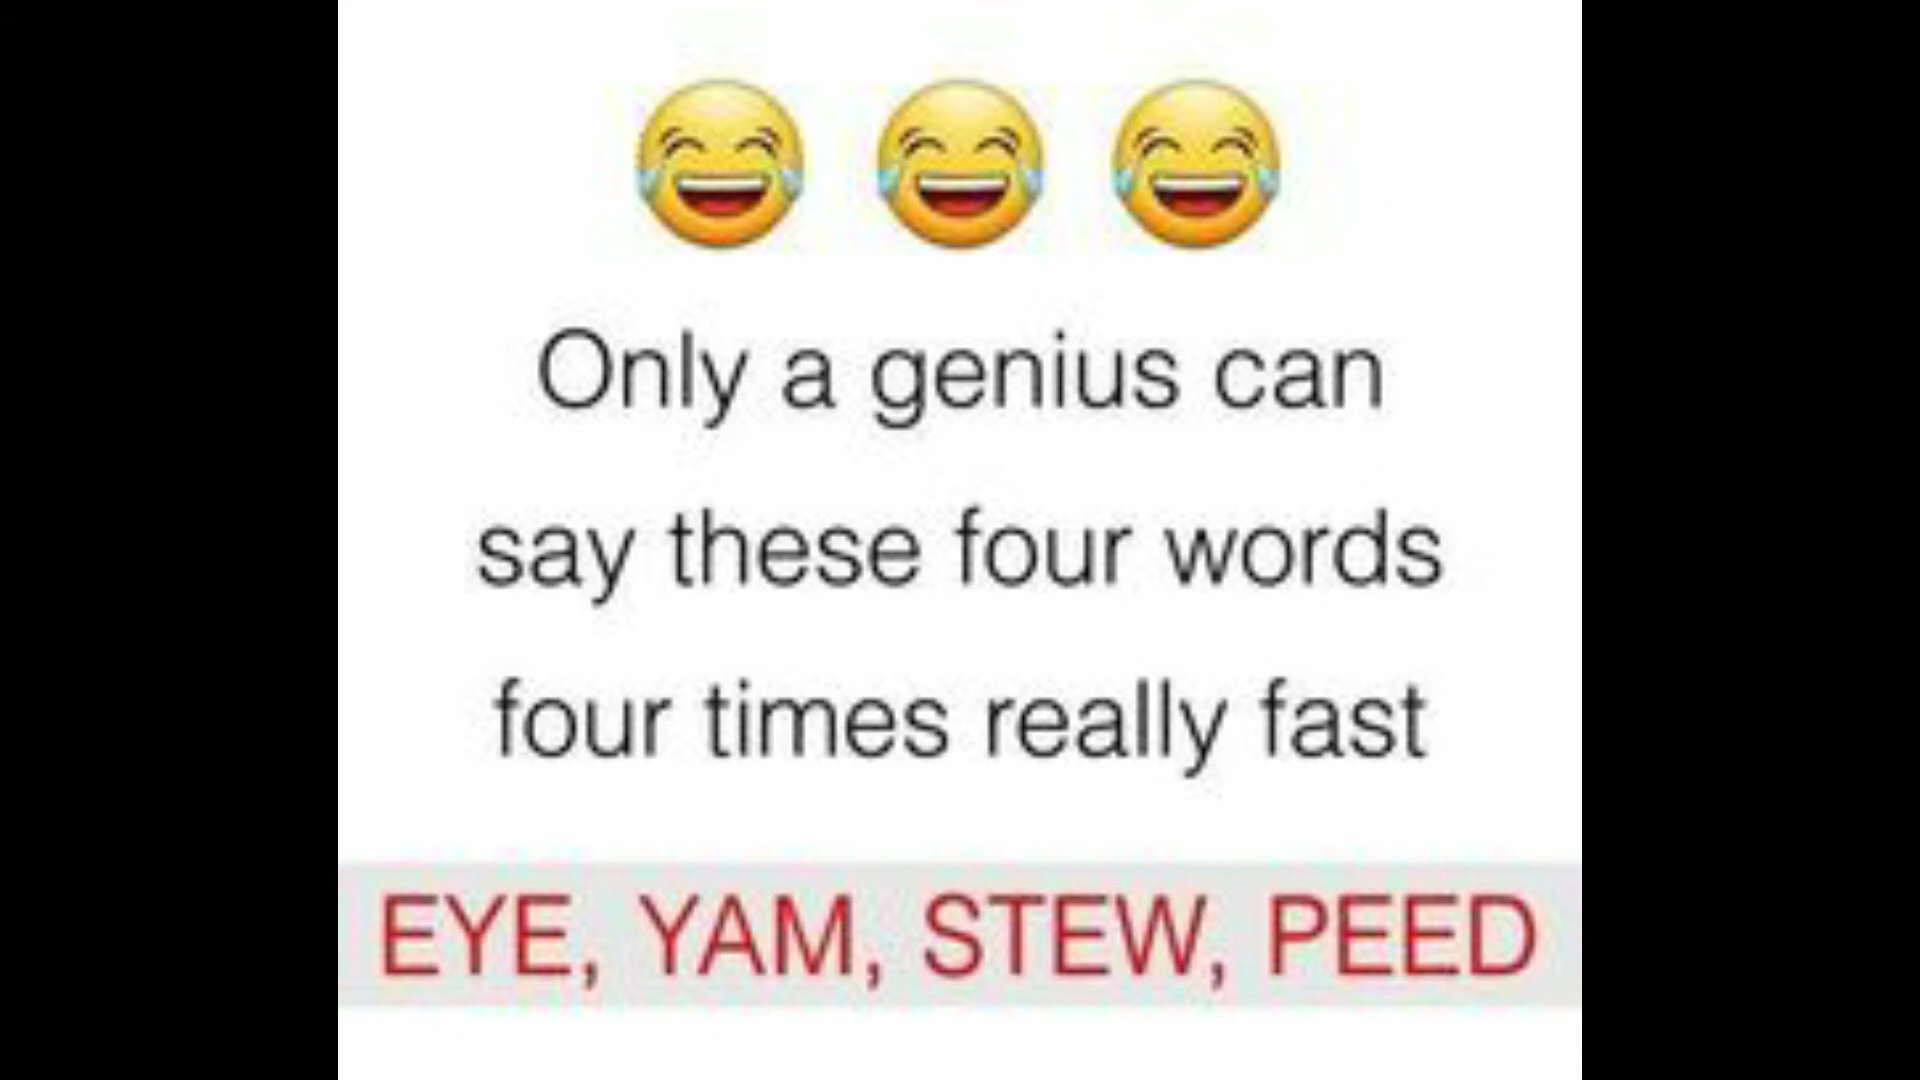 Only a genius can
say these four words
four times really fast
EYE, YAM, STEW, PEED